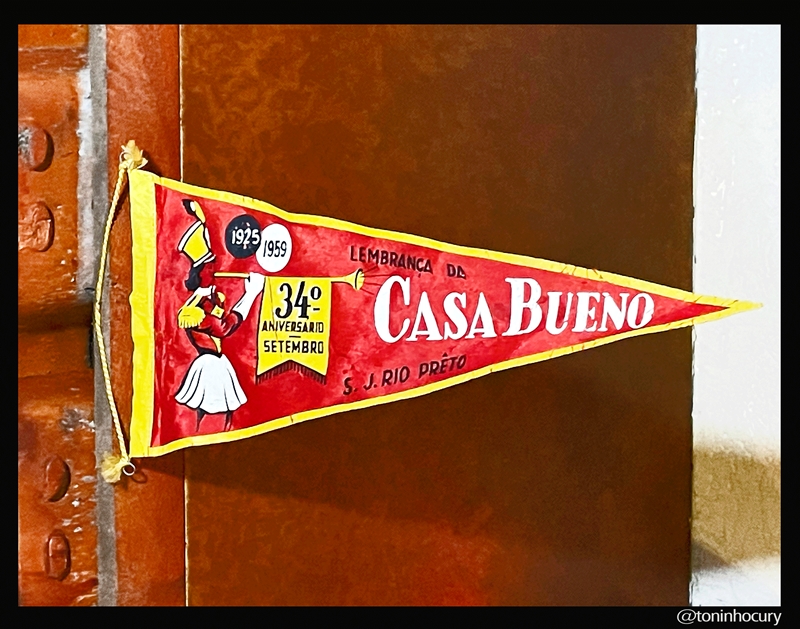 1925
1959
34º
ANIVERSARIO
SETEMBRO
LEMBRANÇA DA
CASA BUENO
S. J. RIO PRÊTO
@toninhocury